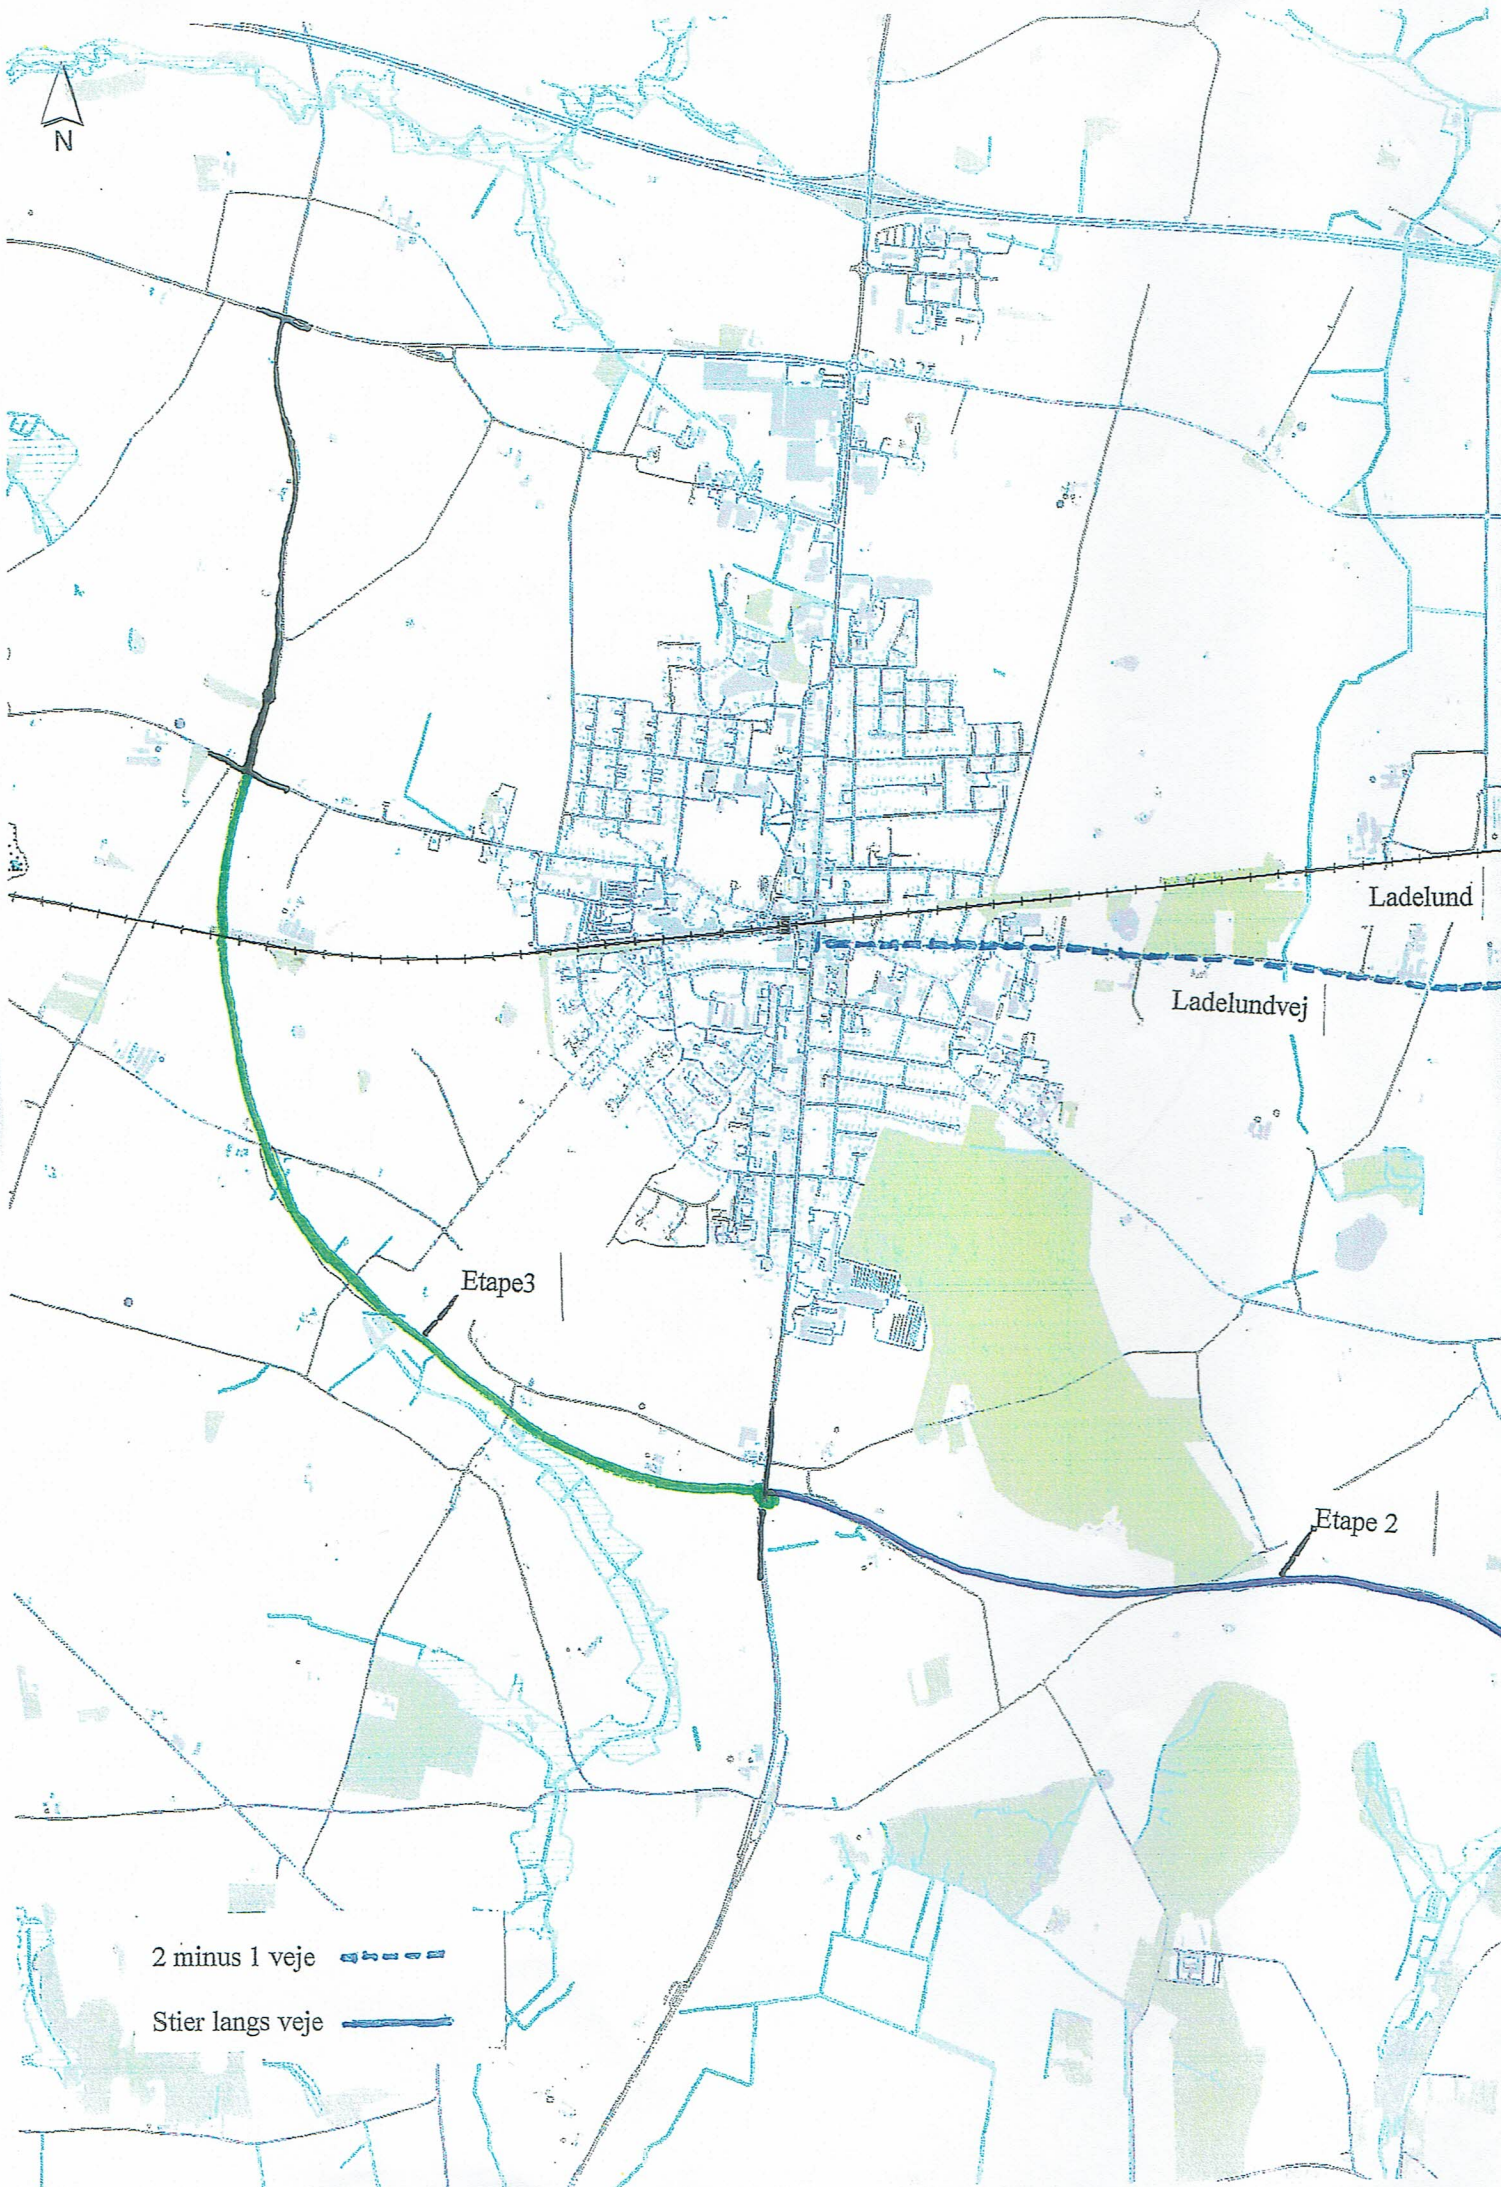 N
Ladelund
Ladelundvej
Etape3
Etape 2
2 minus 1 veje
Stier langs veje